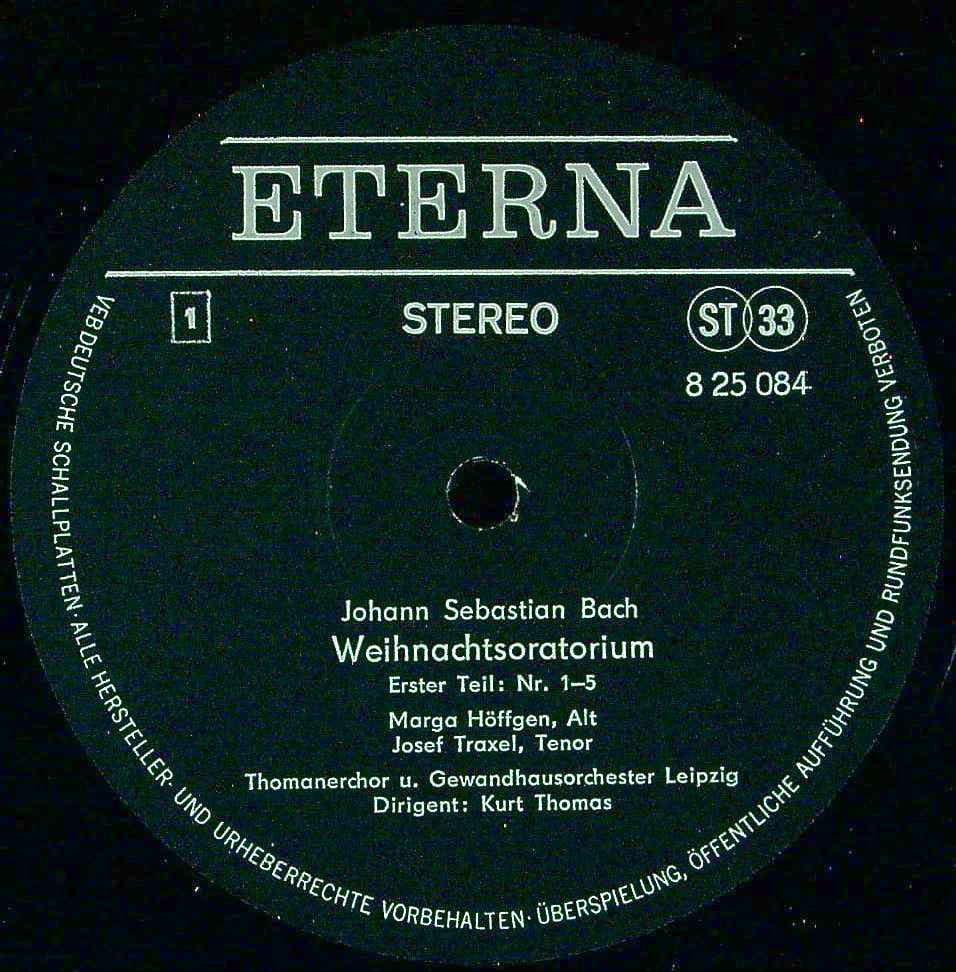 ETERNA
1
STEREO
ST 33
8 25 084
Johann Sebastian Bach
Weihnachtsoratorium
Erster Teil: Nr. 1–5
Marga Höffgen, Alt
Josef Traxel, Tenor
Thomanerchor u. Gewandhausorchester Leipzig
Dirigent: Kurt Thomas
VEB DEUTSCHE SCHALLPLATTEN · ALLE HERSTELLER- UND URHEBERRECHTE VORBEHALTEN · ÜBERSPIELUNG, ÖFFENTLICHE AUFFÜHRUNG UND RUNDFUNKSENDUNG VERBOTEN